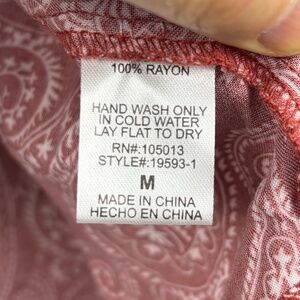 100% RAYON
HAND WASH ONLY
IN COLD WATER
LAY FLAT TO DRY
RN#:105013
STYLE#:19593-1
M
MADE IN CHINA
HECHO EN CHINA